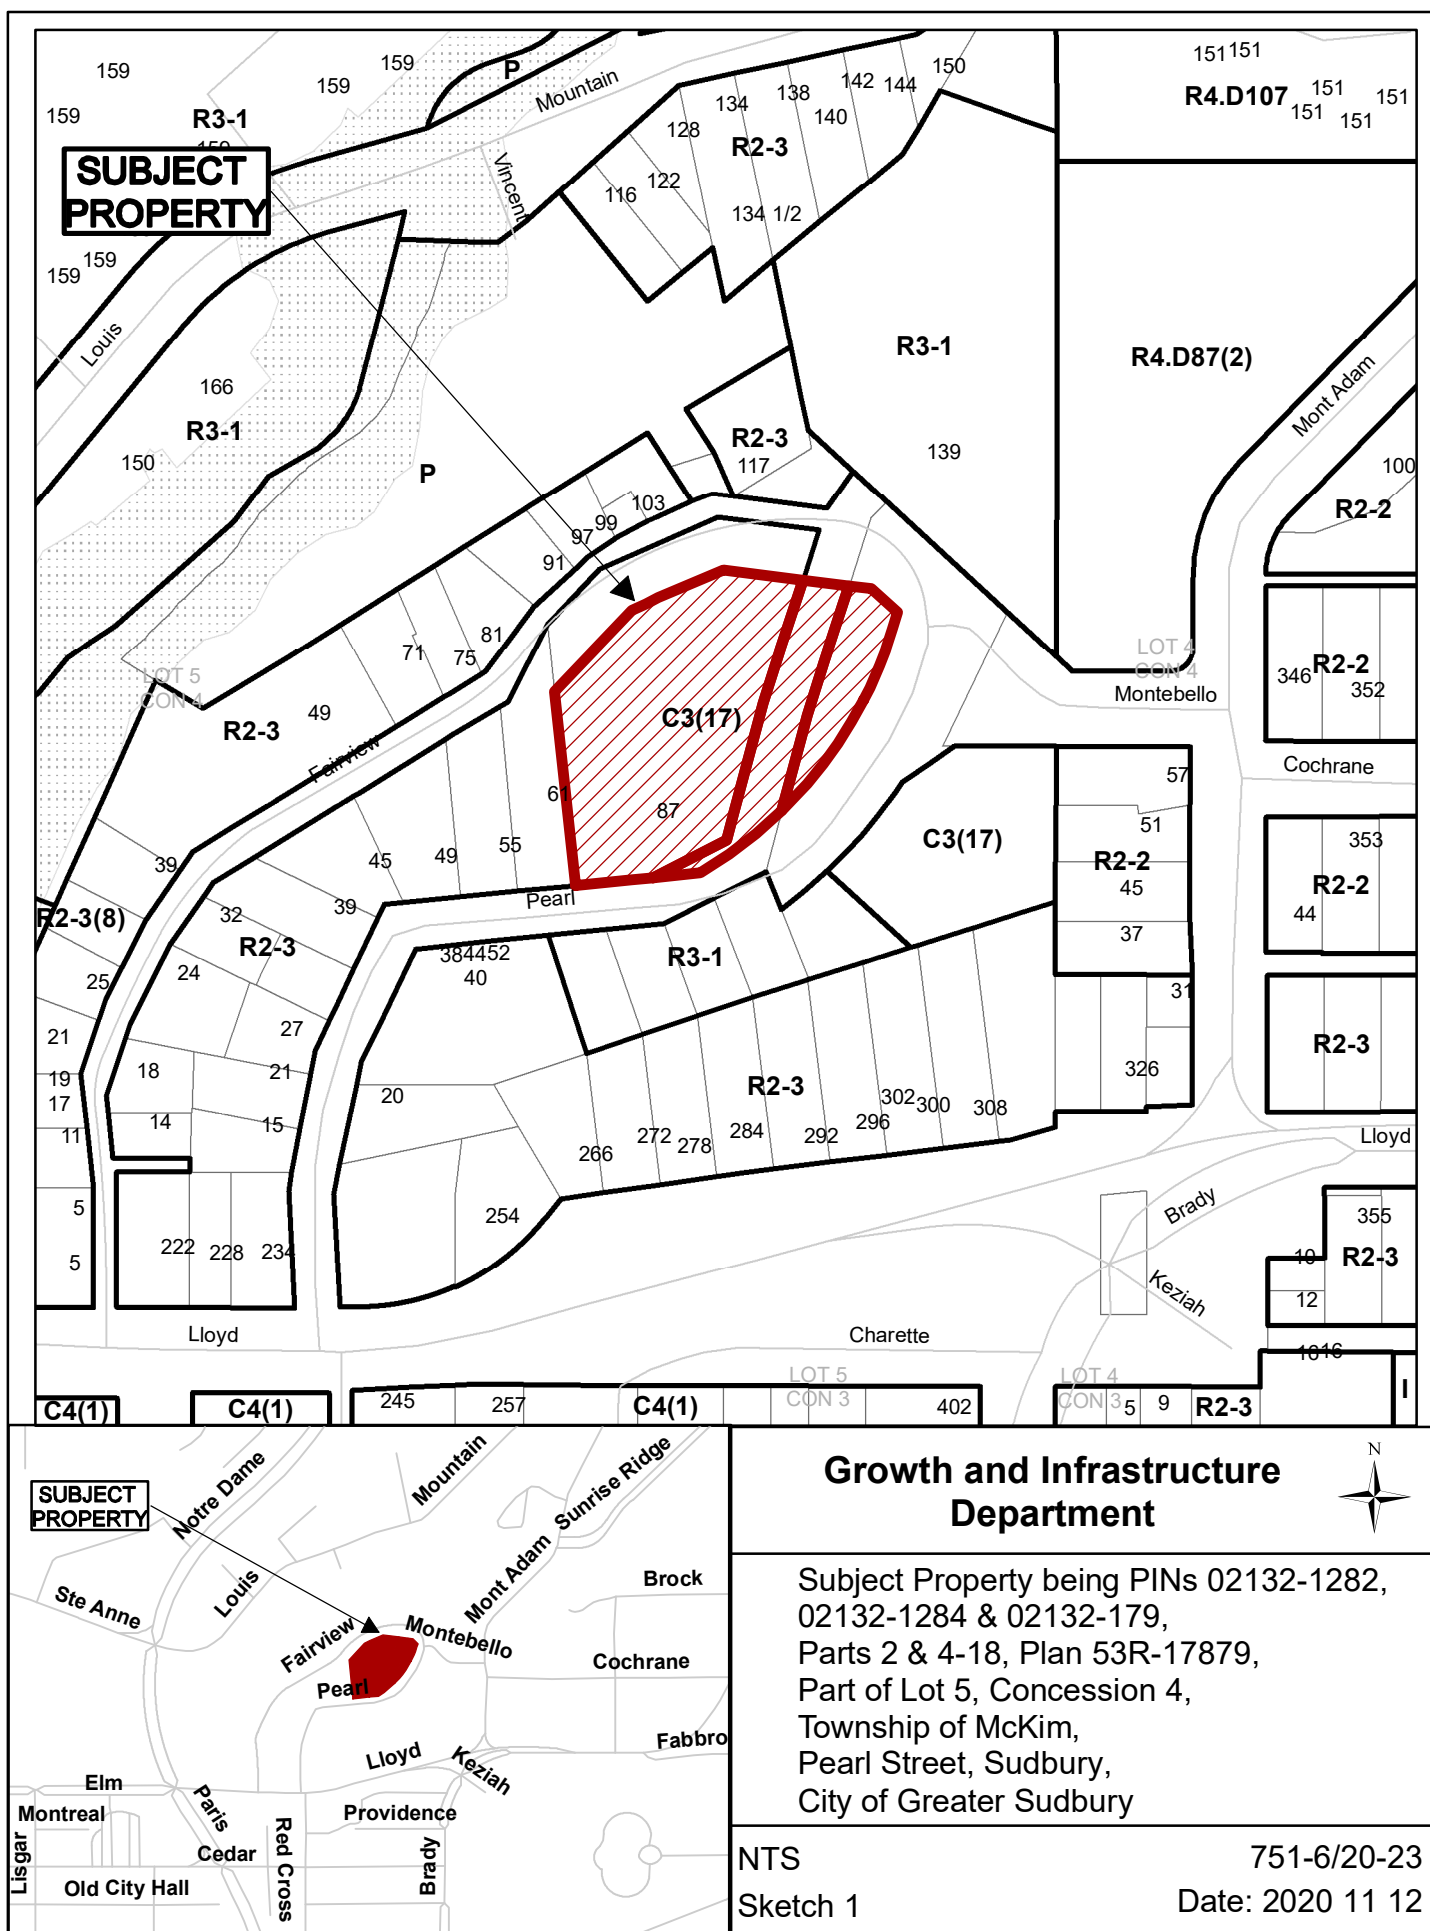 159
159
159
159
R3-1
159
P
Mountain
Vincent
SUBJECT
PROPERTY
159
159
Louis
166
R3-1
150
P
116
122
128
134
138
142
144
150
140
R2-3
134 1/2
151
151
151
151
151
151
R4.D107
R3-1
139
R4.D87(2)
Mont Adam
100
R2-2
R2-3
117
103
99
97
91
81
75
71
49
R2-3
Fairview
LOT 5
CON 4
LOT 4
CON 4
Montebello
346
R2-2
352
Cochrane
C3(17)
61
87
55
49
45
39
39
Pearl
32
R2-3
24
27
21
18
14
15
R2-3(8)
25
21
19
17
11
5
5
C3(17)
57
51
R2-2
45
37
31
326
353
R2-2
44
R2-3
38
44
52
40
R3-1
R2-3
20
266
272
278
284
292
296
302
300
308
254
222
228
234
Lloyd
Lloyd
Brady
Keziah
Charette
355
R2-3
10
12
16
16
I
LOT 5
CON 3
LOT 4
CON 3
C4(1)
C4(1)
245
257
C4(1)
402
5
9
R2-3
SUBJECT
PROPERTY
Notre Dame
Mountain
Sunrise Ridge
Mont Adam
Ste Anne
Louis
Brock
Fairview
Montebello
Cochrane
Pearl
Fabbro
Lloyd
Keziah
Elm
Paris
Montreal
Providence
Lisgar
Cedar
Red Cross
Brady
Old City Hall
Growth and Infrastructure
Department
N
Subject Property being PINs 02132-1282,
02132-1284 & 02132-179,
Parts 2 & 4-18, Plan 53R-17879,
Part of Lot 5, Concession 4,
Township of McKim,
Pearl Street, Sudbury,
City of Greater Sudbury
NTS
751-6/20-23
Sketch 1
Date: 2020 11 12